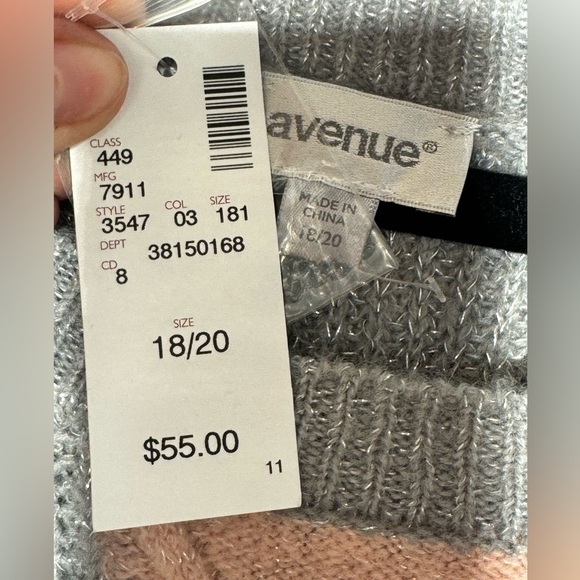 CLASS
449
MFG
7911
STYLE COL SIZE
3547 03 181
DEPT 38150168
CD
8
SIZE
18/20
$55.00
11
avenue®
MADE IN
CHINA
18/20